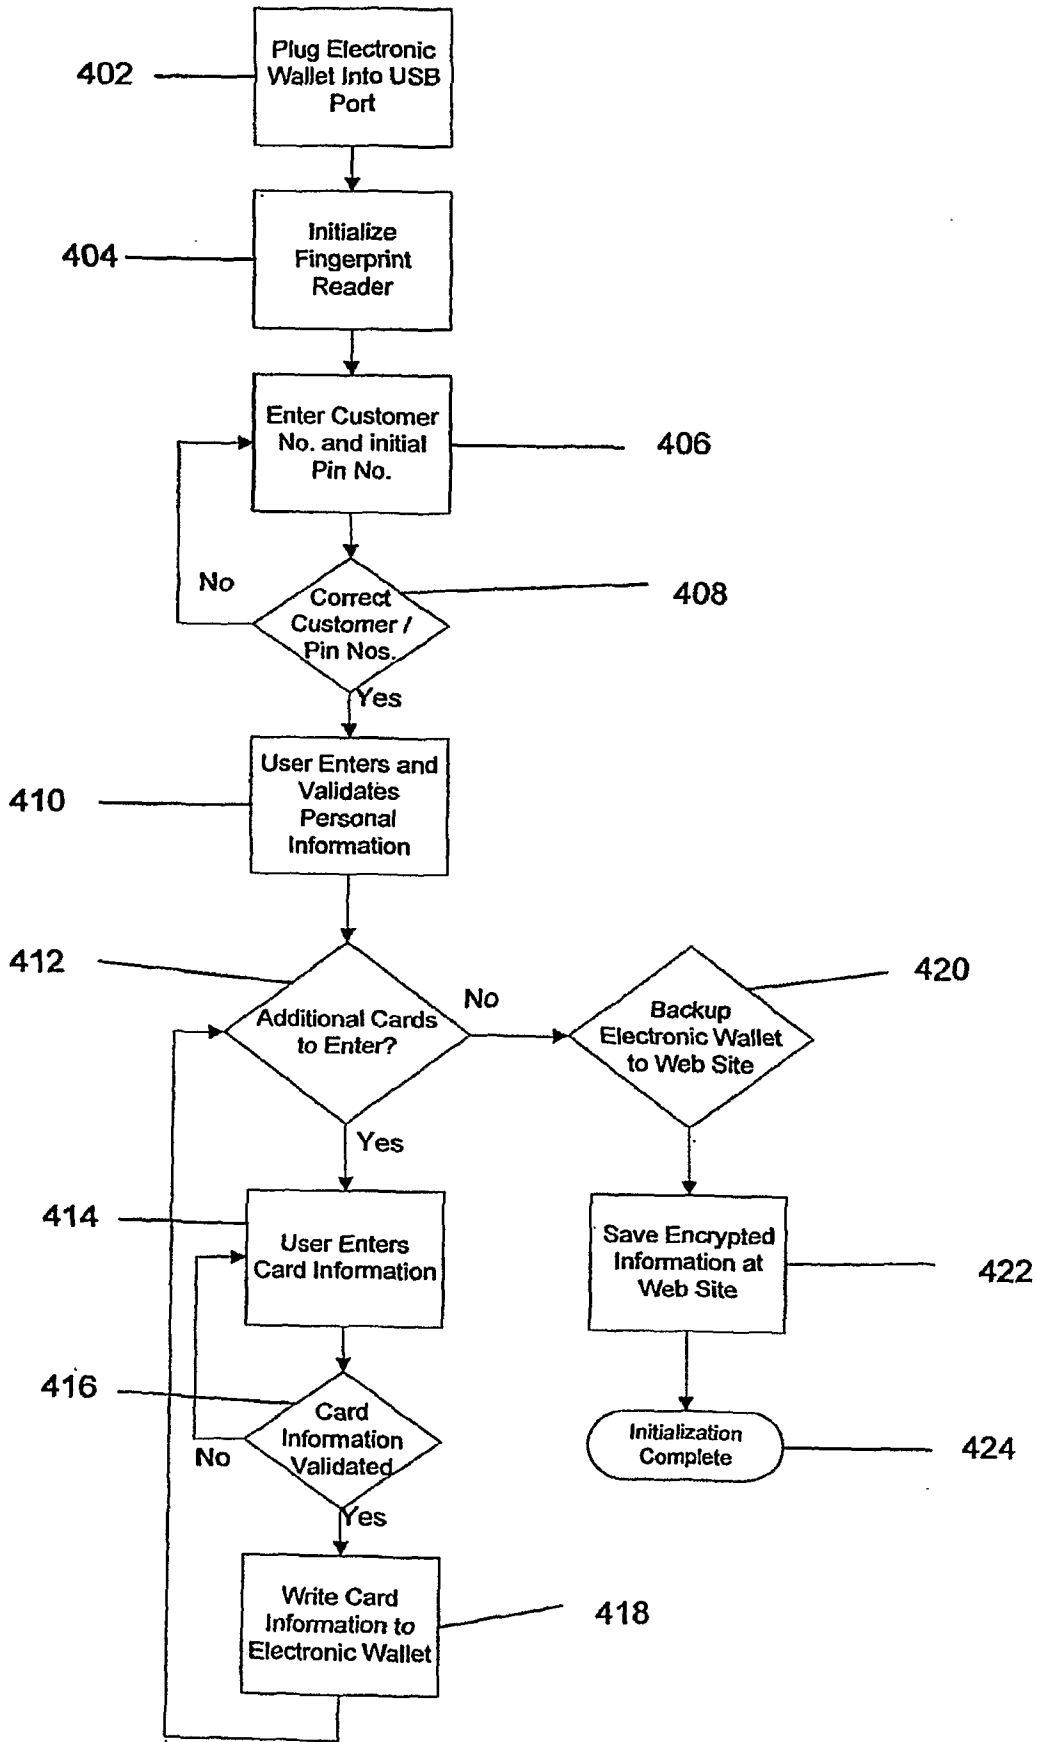 Plug Electronic
Wallet Into USB
Port
402
Initialize
Fingerprint
Reader
404
Enter Customer
No. and initial
Pin No.
406
No
Correct
Customer /
Pin Nos.
408
Yes
User Enters and
Validates
Personal
Information
410
412
Additional Cards
to Enter?
No
Backup
Electronic Wallet
to Web Site
420
Yes
414
User Enters
Card Information
Save Encrypted
Information at
Web Site
422
416
Card
Information
Validated
No
Initialization
Complete
424
Yes
Write Card
Information to
Electronic Wallet
418